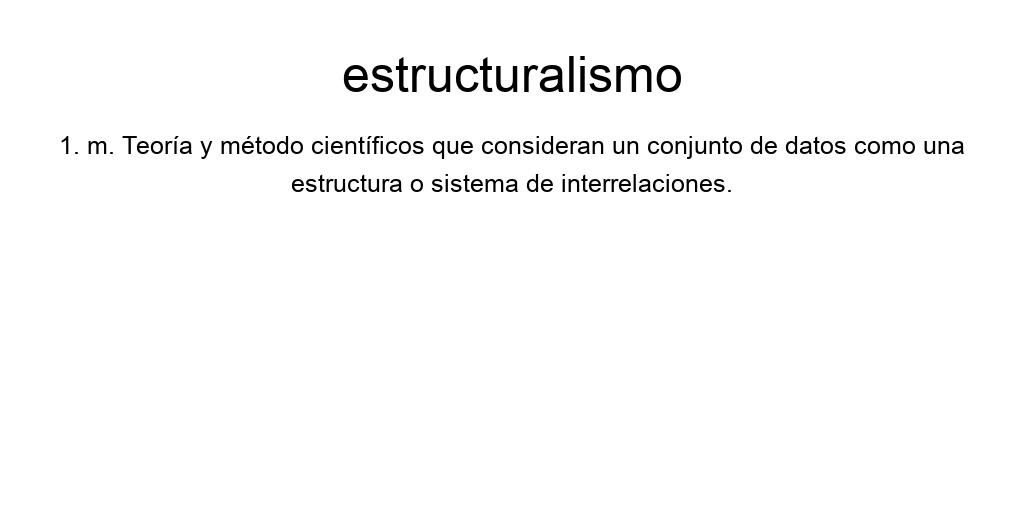 estructuralismo
1. m. Teoría y método científicos que consideran un conjunto de datos como una
estructura o sistema de interrelaciones.